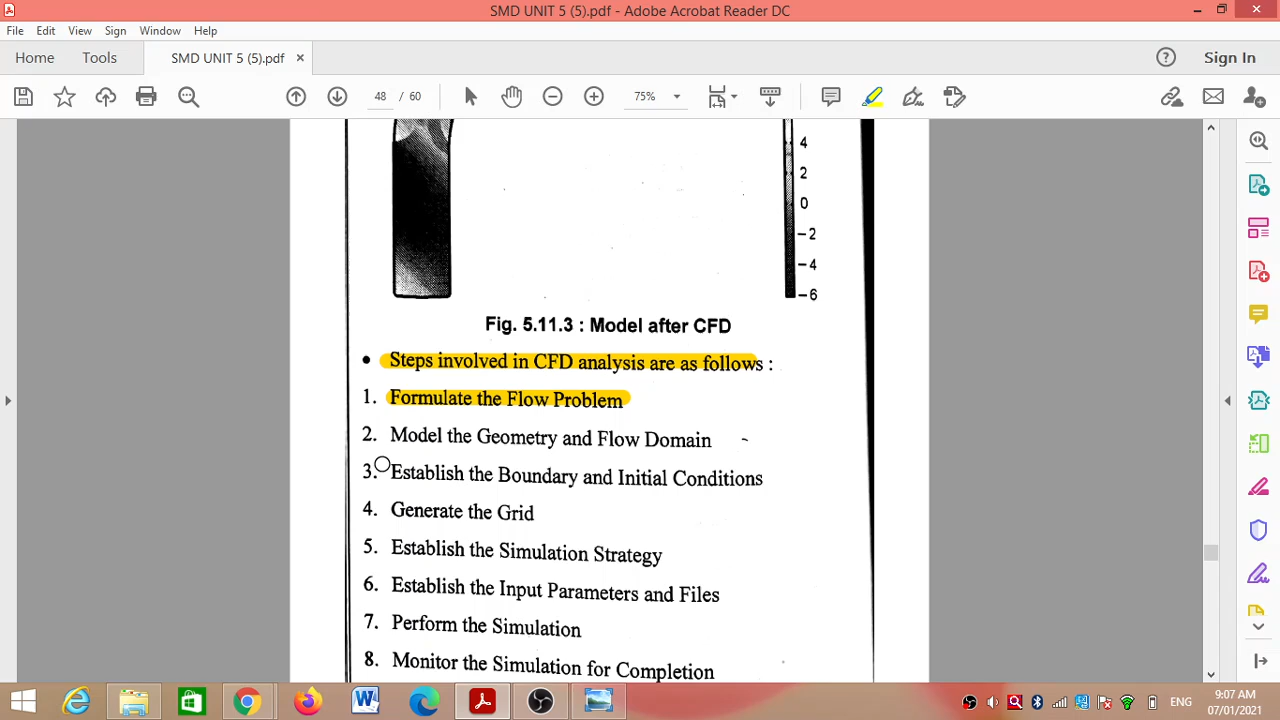 SMD UNIT 5 (5).pdf - Adobe Acrobat Reader DC
File Edit View Sign Window Help
Home Tools SMD UNIT 5 (5).pdf × Sign In
48 / 60 75%
4
2
0
-2
-4
-6
Fig. 5.11.3 : Model after CFD
• Steps involved in CFD analysis are as follows :
1. Formulate the Flow Problem
2. Model the Geometry and Flow Domain
3. Establish the Boundary and Initial Conditions
4. Generate the Grid
5. Establish the Simulation Strategy
6. Establish the Input Parameters and Files
7. Perform the Simulation
8. Monitor the Simulation for Completion
ENG 9:07 AM
07/01/2021